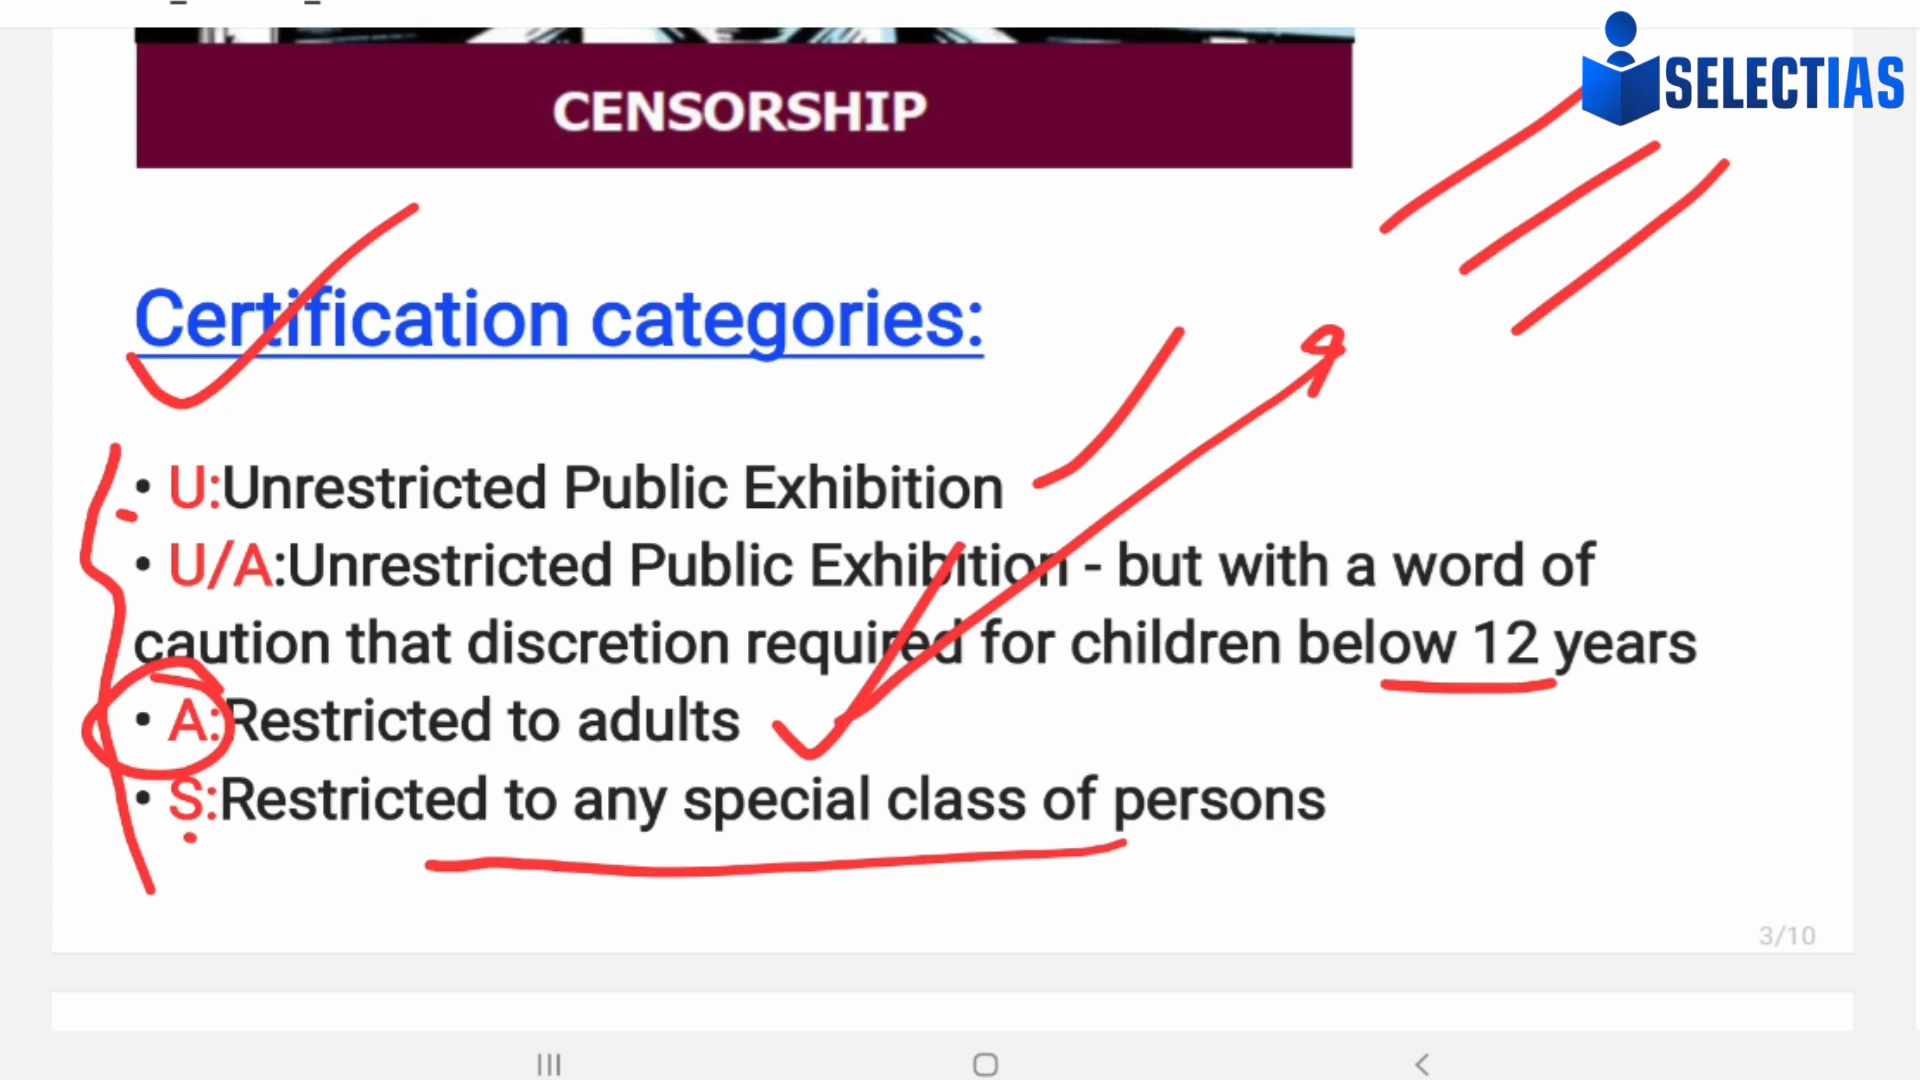 SELECTIAS
CENSORSHIP
Certification categories:
• U:Unrestricted Public Exhibition
• U/A:Unrestricted Public Exhibition - but with a word of
caution that discretion required for children below 12 years
• A:Restricted to adults
• S:Restricted to any special class of persons
3/10